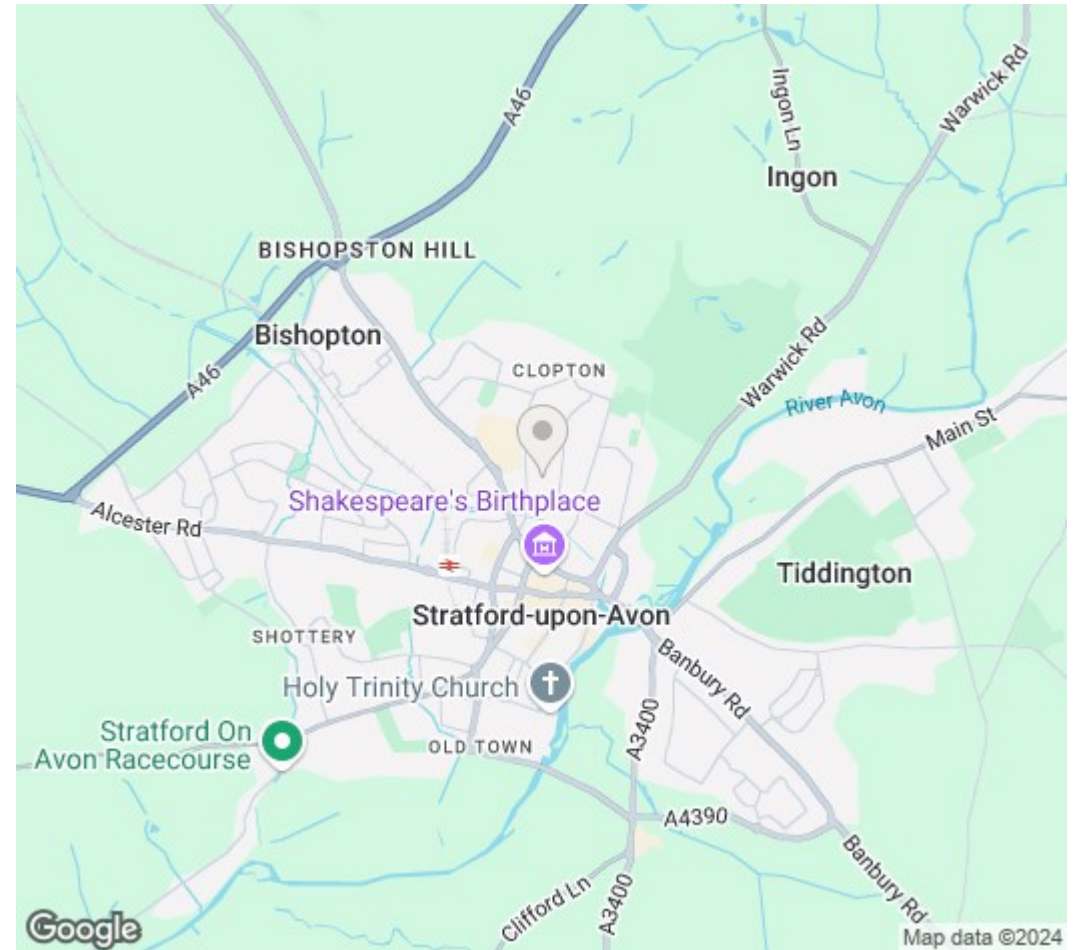 A46
Ingon Ln
Warwick Rd
Ingon
BISHOPSTON HILL
Bishopton
A46
CLOPTON
Warwick Rd
River Avon
Main St
Shakespeare's Birthplace
Alcester Rd
Tiddington
Stratford-upon-Avon
SHOTTERY
Banbury Rd
Holy Trinity Church
A3400
Stratford On
Avon Racecourse
OLD TOWN
A4390
Banbury Rd
Clifford Ln
A3400
Google
Map data ©2024